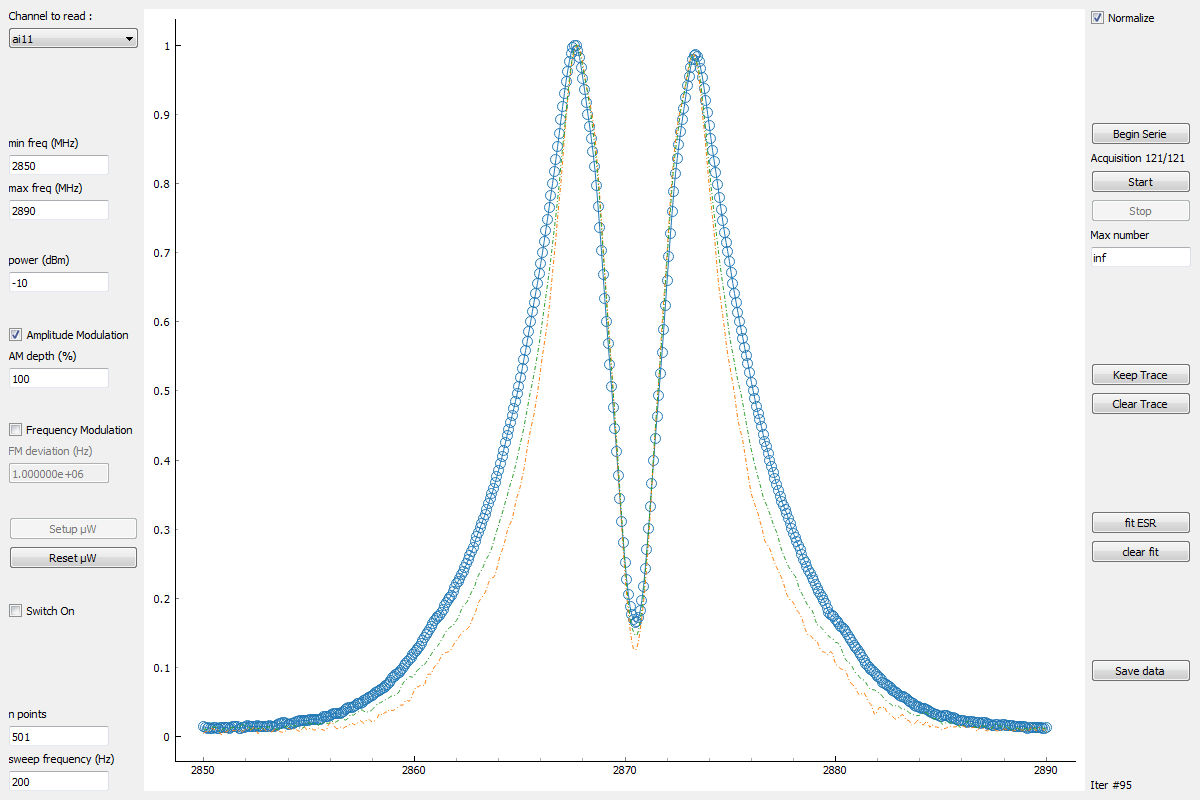 Channel to read :
ai11
min freq (MHz)
2850
max freq (MHz)
2890
power (dBm)
-10
Amplitude Modulation
AM depth (%)
100
Frequency Modulation
FM deviation (Hz)
1.000000e+06
Setup µW
Reset µW
Switch On
n points
501
sweep frequency (Hz)
200
1
0.9
0.8
0.7
0.6
0.5
0.4
0.3
0.2
0.1
0
2850 2860 2870 2880 2890
Normalize
Begin Serie
Acquisition 121/121
Start
Stop
Max number
inf
Keep Trace
Clear Trace
fit ESR
clear fit
Save data
Iter #95